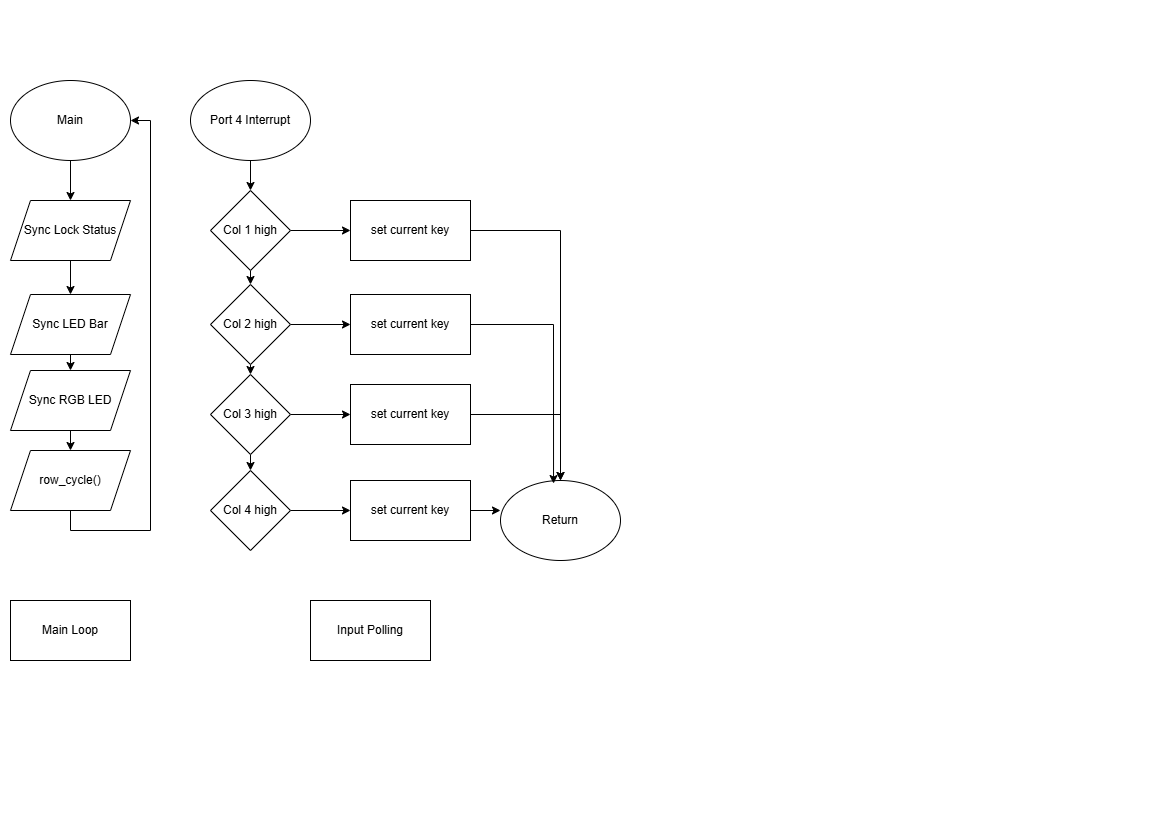 Main
Sync Lock Status
Sync LED Bar
Sync RGB LED
row_cycle()
Main Loop
Port 4 Interrupt
Col 1 high
set current key
Col 2 high
set current key
Col 3 high
set current key
Col 4 high
set current key
Return
Input Polling